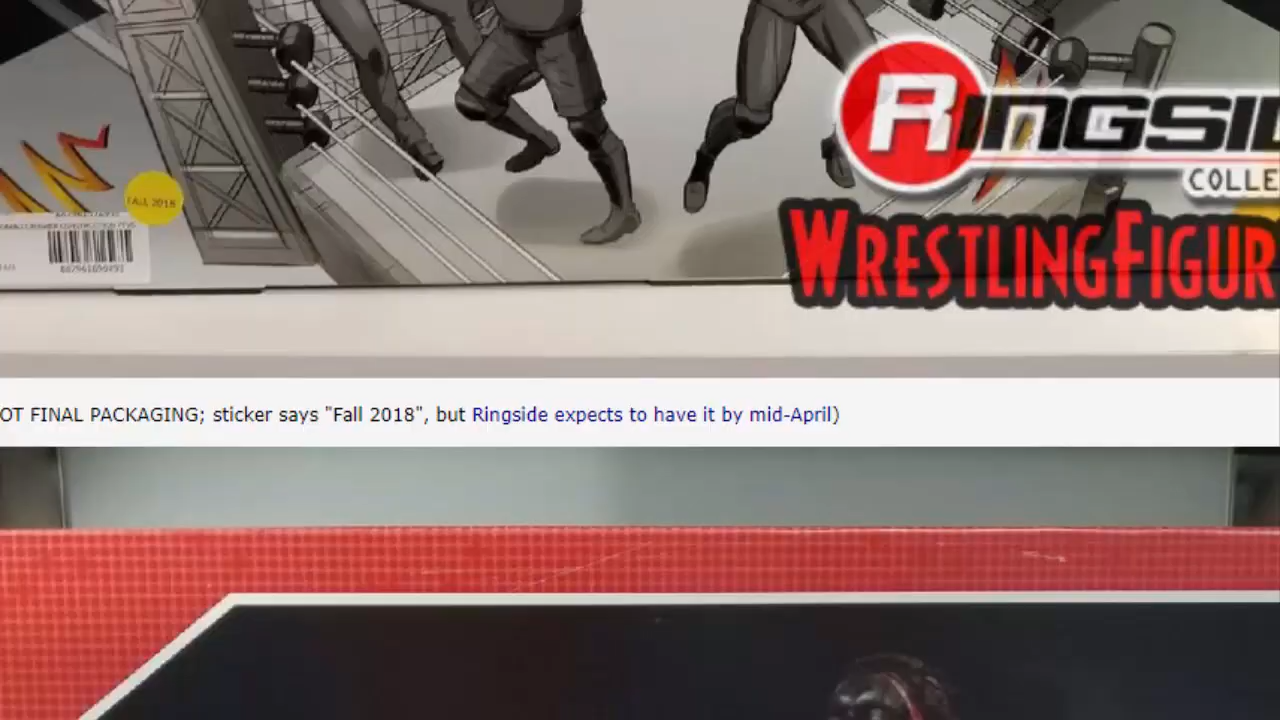 RINGSI
COLLE
FALL 2018
WRESTLINGFIGUR
OT FINAL PACKAGING; sticker says "Fall 2018", but Ringside expects to have it by mid-April)